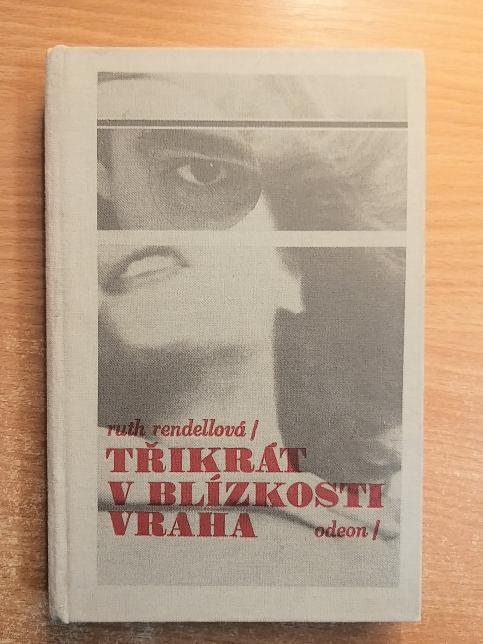 ruth rendellová /
TŘIKRÁT
V BLÍZKOSTI
VRAHA
odeon /